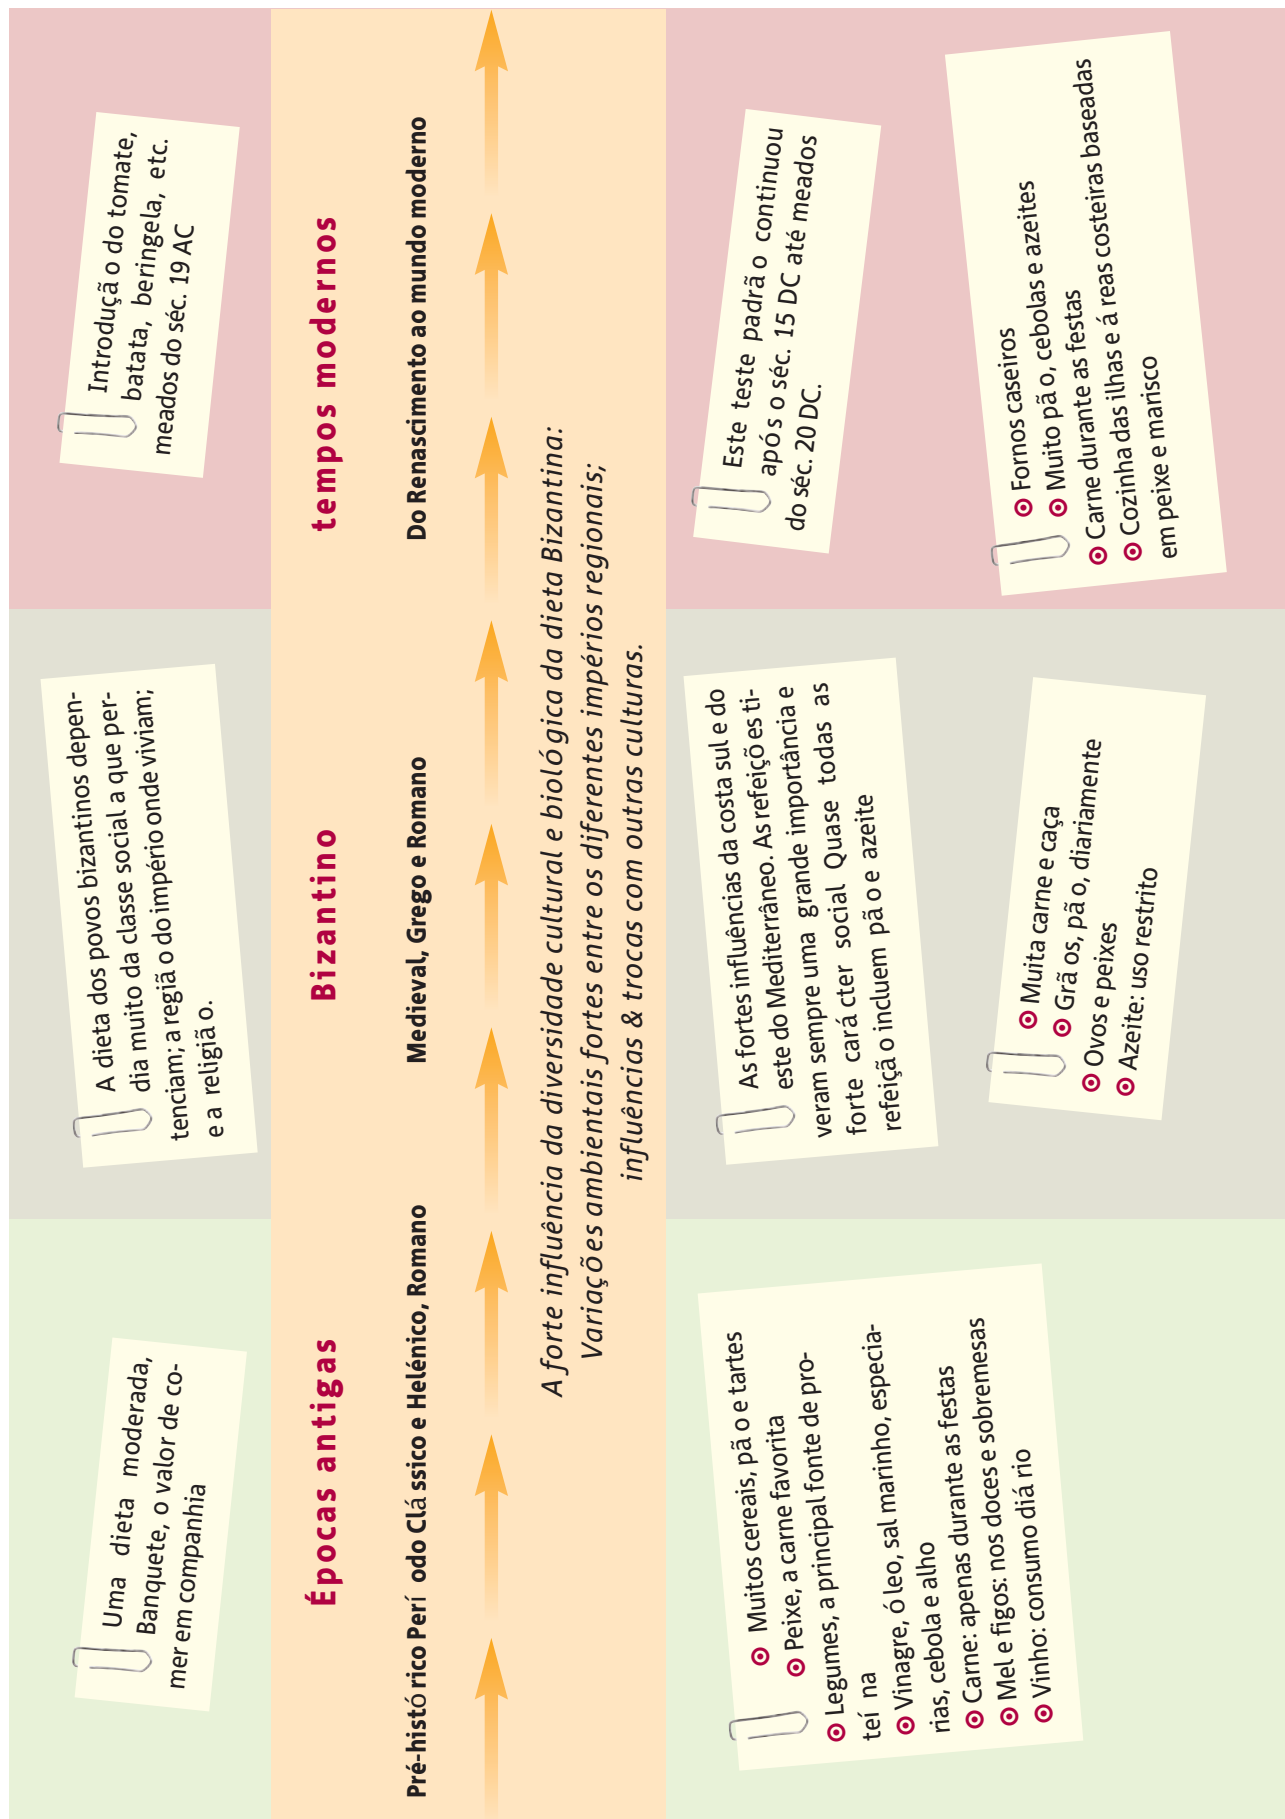 Uma dieta moderada,
Banquete, o valor de co-
mer em companhia
A dieta dos povos bizantinos depen-
dia muito da classe social a que per-
tenciam; a regiã o do império onde viviam;
e a religiã o.
Introduçã o do tomate,
batata, beringela, etc.
meados do séc. 19 AC
Épocas antigas
Bizantino
tempos modernos
Pré-histó rico Perí odo Clá ssico e Helénico, Romano
Medieval, Grego e Romano
Do Renascimento ao mundo moderno
A forte influência da diversidade cultural e bioló gica da dieta Bizantina:
Variaçõ es ambientais fortes entre os diferentes impérios regionais;
influências & trocas com outras culturas.
Muitos cereais, pã o e tartes
Peixe, a carne favorita
Legumes, a principal fonte de pro-
teí na
Vinagre, ó leo, sal marinho, especia-
rias, cebola e alho
Carne: apenas durante as festas
Mel e figos: nos doces e sobremesas
Vinho: consumo diá rio
As fortes influências da costa sul e do
este do Mediterrâneo. As refeiçõ es ti-
veram sempre uma grande importância e
forte cará cter social Quase todas as
refeiçã o incluem pã o e azeite
Muita carne e caça
Grã os, pã o, diariamente
Ovos e peixes
Azeite: uso restrito
Este teste padrã o continuou
apó s o séc. 15 DC até meados
do séc. 20 DC.
Fornos caseiros
Muito pã o, cebolas e azeites
Carne durante as festas
Cozinha das ilhas e á reas costeiras baseadas
em peixe e marisco